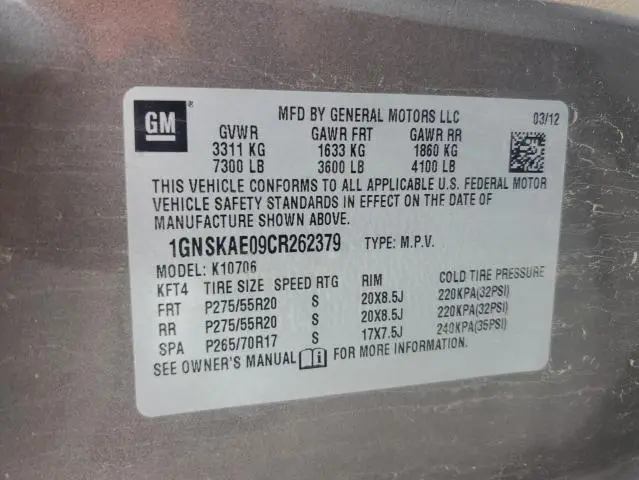 GM ®
MFD BY GENERAL MOTORS LLC 03/12
GVWR GAWR FRT GAWR RR
3311 KG 1633 KG 1860 KG
7300 LB 3600 LB 4100 LB
THIS VEHICLE CONFORMS TO ALL APPLICABLE U.S. FEDERAL MOTOR
VEHICLE SAFETY STANDARDS IN EFFECT ON THE DATE OF
MANUFACTURE SHOWN ABOVE.
1GNSKAE09CR262379 TYPE: M.P.V.
MODEL: K10706
KFT4 TIRE SIZE SPEED RTG RIM COLD TIRE PRESSURE
FRT P275/55R20 S 20X8.5J 220KPA(32PSI)
RR P275/55R20 S 20X8.5J 220KPA(32PSI)
SPA P265/70R17 S 17X7.5J 240KPA(35PSI)
SEE OWNER'S MANUAL i FOR MORE INFORMATION.